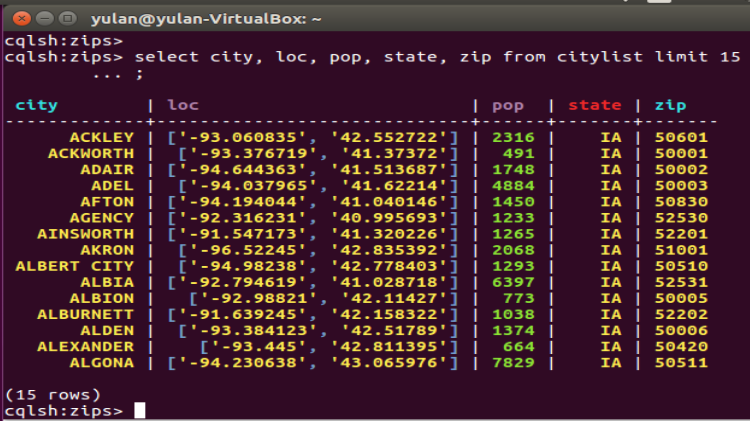 yulan@yulan-VirtualBox: ~
cqlsh:zips>
cqlsh:zips> select city, loc, pop, state, zip from citylist limit 15
        ... ;

 city         | loc                          | pop  | state | zip
--------------+------------------------------+------+-------+-------
       ACKLEY | ['-93.060835', '42.552722'] | 2316 |    IA | 50601
     ACKWORTH |  ['-93.376719', '41.37372'] |  491 |    IA | 50001
        ADAIR | ['-94.644363', '41.513687'] | 1748 |    IA | 50002
         ADEL |  ['-94.037965', '41.62214'] | 4884 |    IA | 50003
        AFTON | ['-94.194044', '41.040146'] | 1450 |    IA | 50830
       AGENCY | ['-92.316231', '40.995693'] | 1233 |    IA | 52530
    AINSWORTH | ['-91.547173', '41.320226'] | 1265 |    IA | 52201
        AKRON |  ['-96.52245', '42.835392'] | 2068 |    IA | 51001
  ALBERT CITY |  ['-94.98238', '42.778403'] | 1293 |    IA | 50510
        ALBIA | ['-92.794619', '41.028718'] | 6397 |    IA | 52531
       ALBION |   ['-92.98821', '42.11427'] |  773 |    IA | 50005
    ALBURNETT | ['-91.639245', '42.158322'] | 1038 |    IA | 52202
        ALDEN |  ['-93.384123', '42.51789'] | 1374 |    IA | 50006
    ALEXANDER |    ['-93.445', '42.811395'] |  664 |    IA | 50420
       ALGONA | ['-94.230638', '43.065976'] | 7829 |    IA | 50511

(15 rows)
cqlsh:zips>